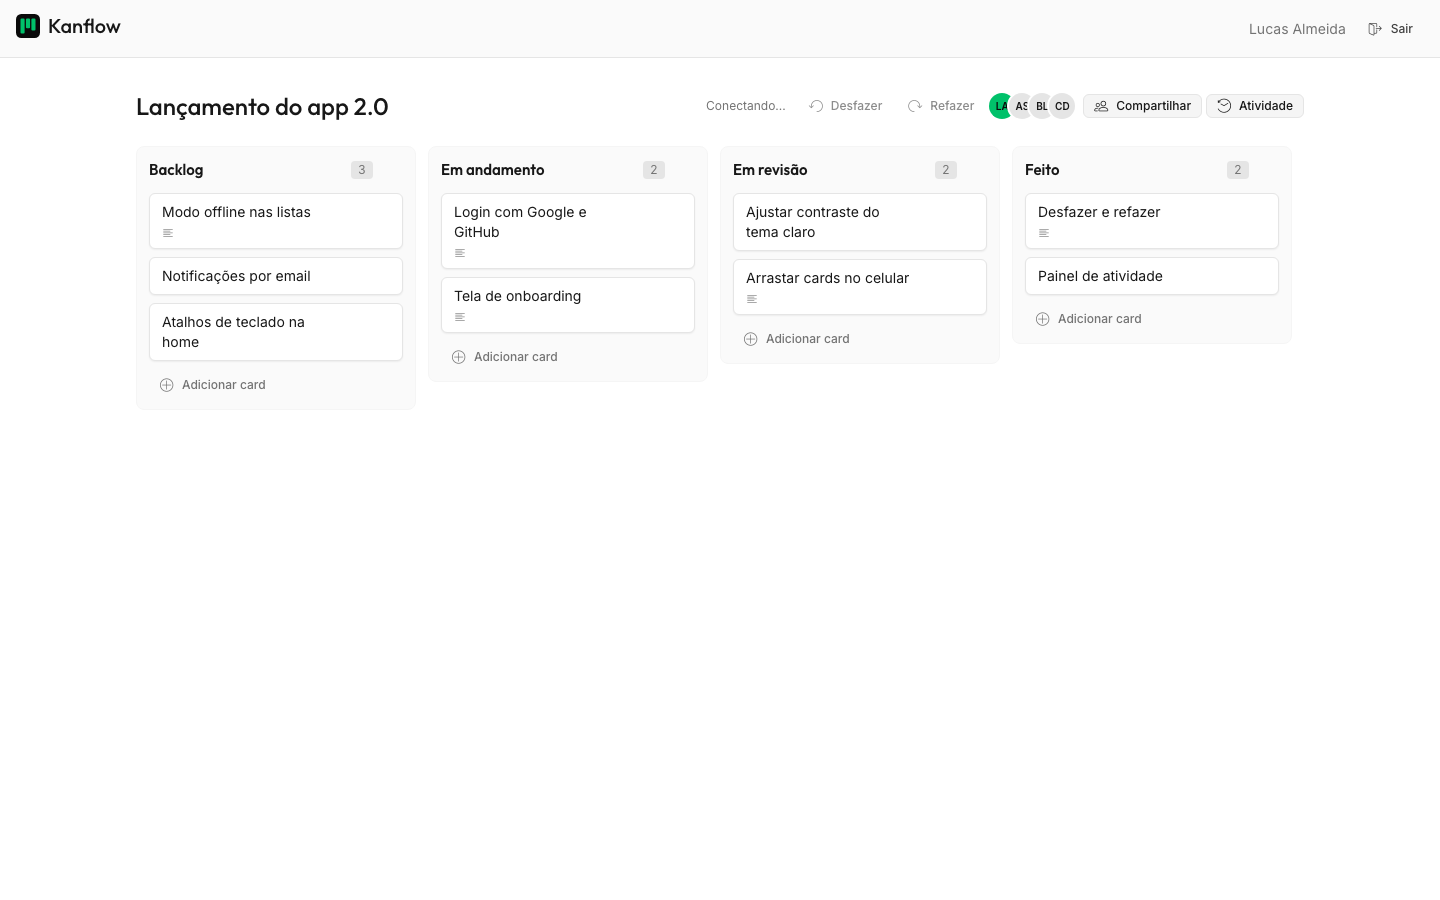 Kanflow
Lucas Almeida
Sair
Lançamento do app 2.0
Conectando...
Desfazer
Refazer
LA
AS
BL
CD
Compartilhar
Atividade
Backlog
3
Modo offline nas listas
Notificações por email
Atalhos de teclado na
home
Adicionar card
Em andamento
2
Login com Google e
GitHub
Tela de onboarding
Adicionar card
Em revisão
2
Ajustar contraste do
tema claro
Arrastar cards no celular
Adicionar card
Feito
2
Desfazer e refazer
Painel de atividade
Adicionar card